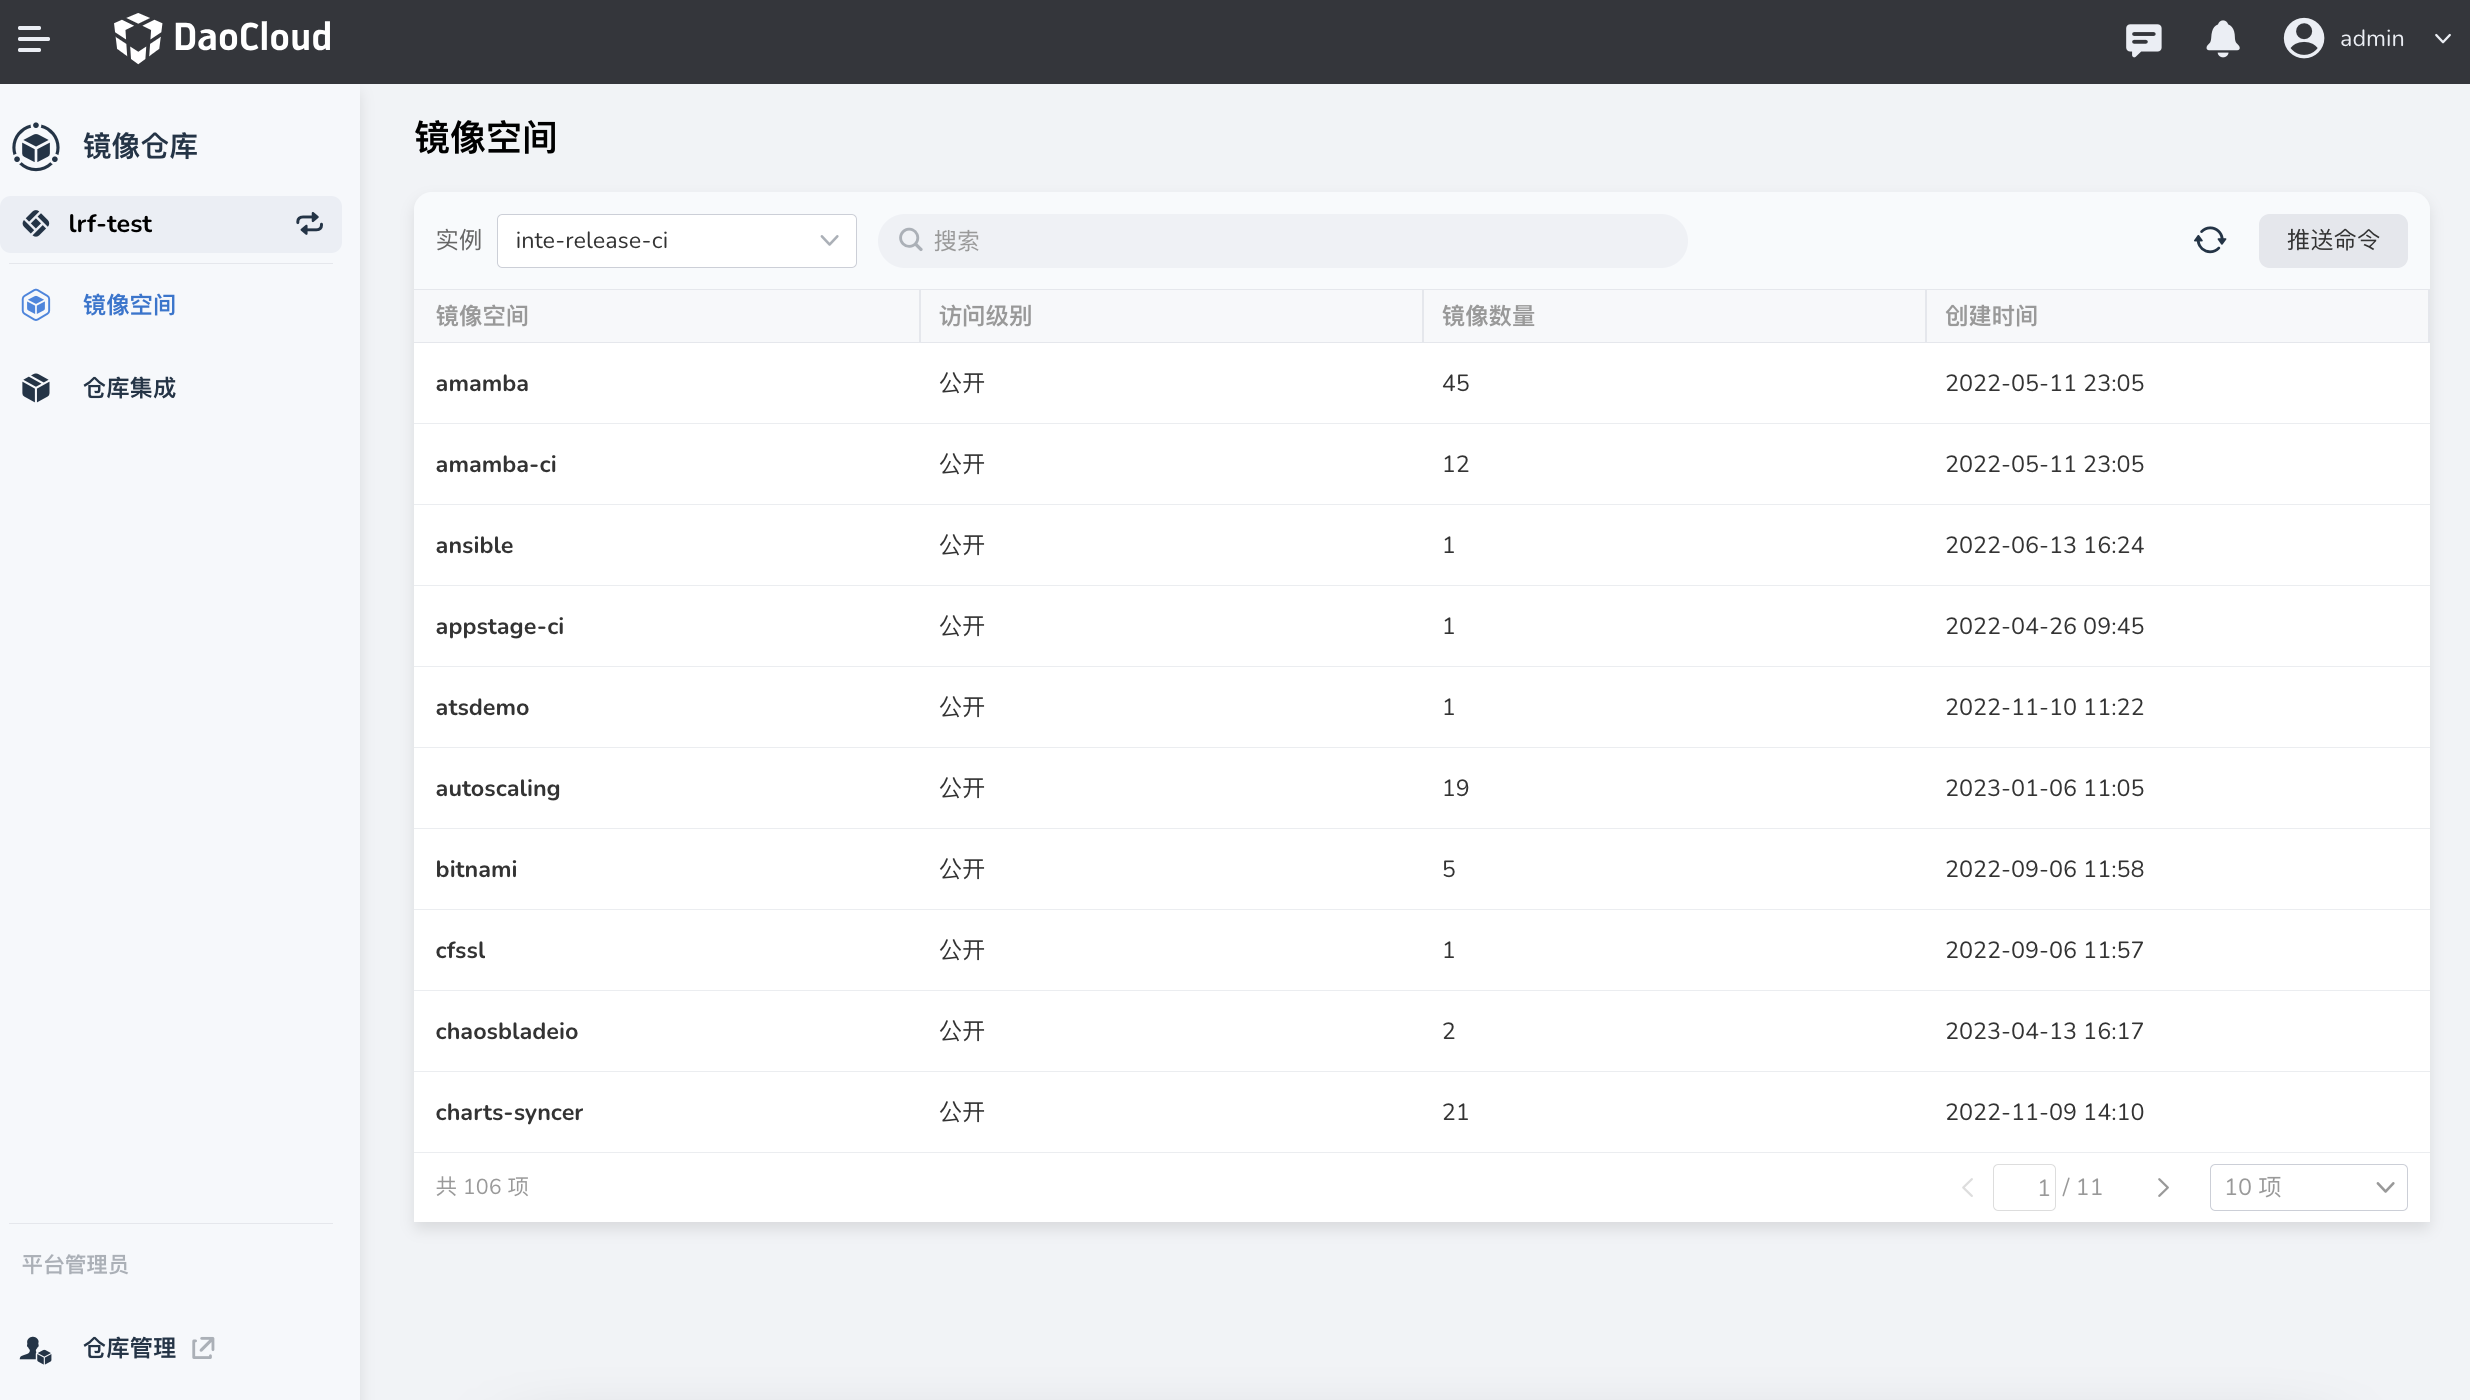 DaoCloud
admin
镜像仓库
lrf-test
镜像空间
仓库集成
平台管理员
仓库管理
镜像空间
实例 inte-release-ci 搜索 推送命令
镜像空间 访问级别 镜像数量 创建时间
amamba 公开 45 2022-05-11 23:05
amamba-ci 公开 12 2022-05-11 23:05
ansible 公开 1 2022-06-13 16:24
appstage-ci 公开 1 2022-04-26 09:45
atsdemo 公开 1 2022-11-10 11:22
autoscaling 公开 19 2023-01-06 11:05
bitnami 公开 5 2022-09-06 11:58
cfssl 公开 1 2022-09-06 11:57
chaosbladeio 公开 2 2023-04-13 16:17
charts-syncer 公开 21 2022-11-09 14:10
共 106 项 1 / 11 10 项